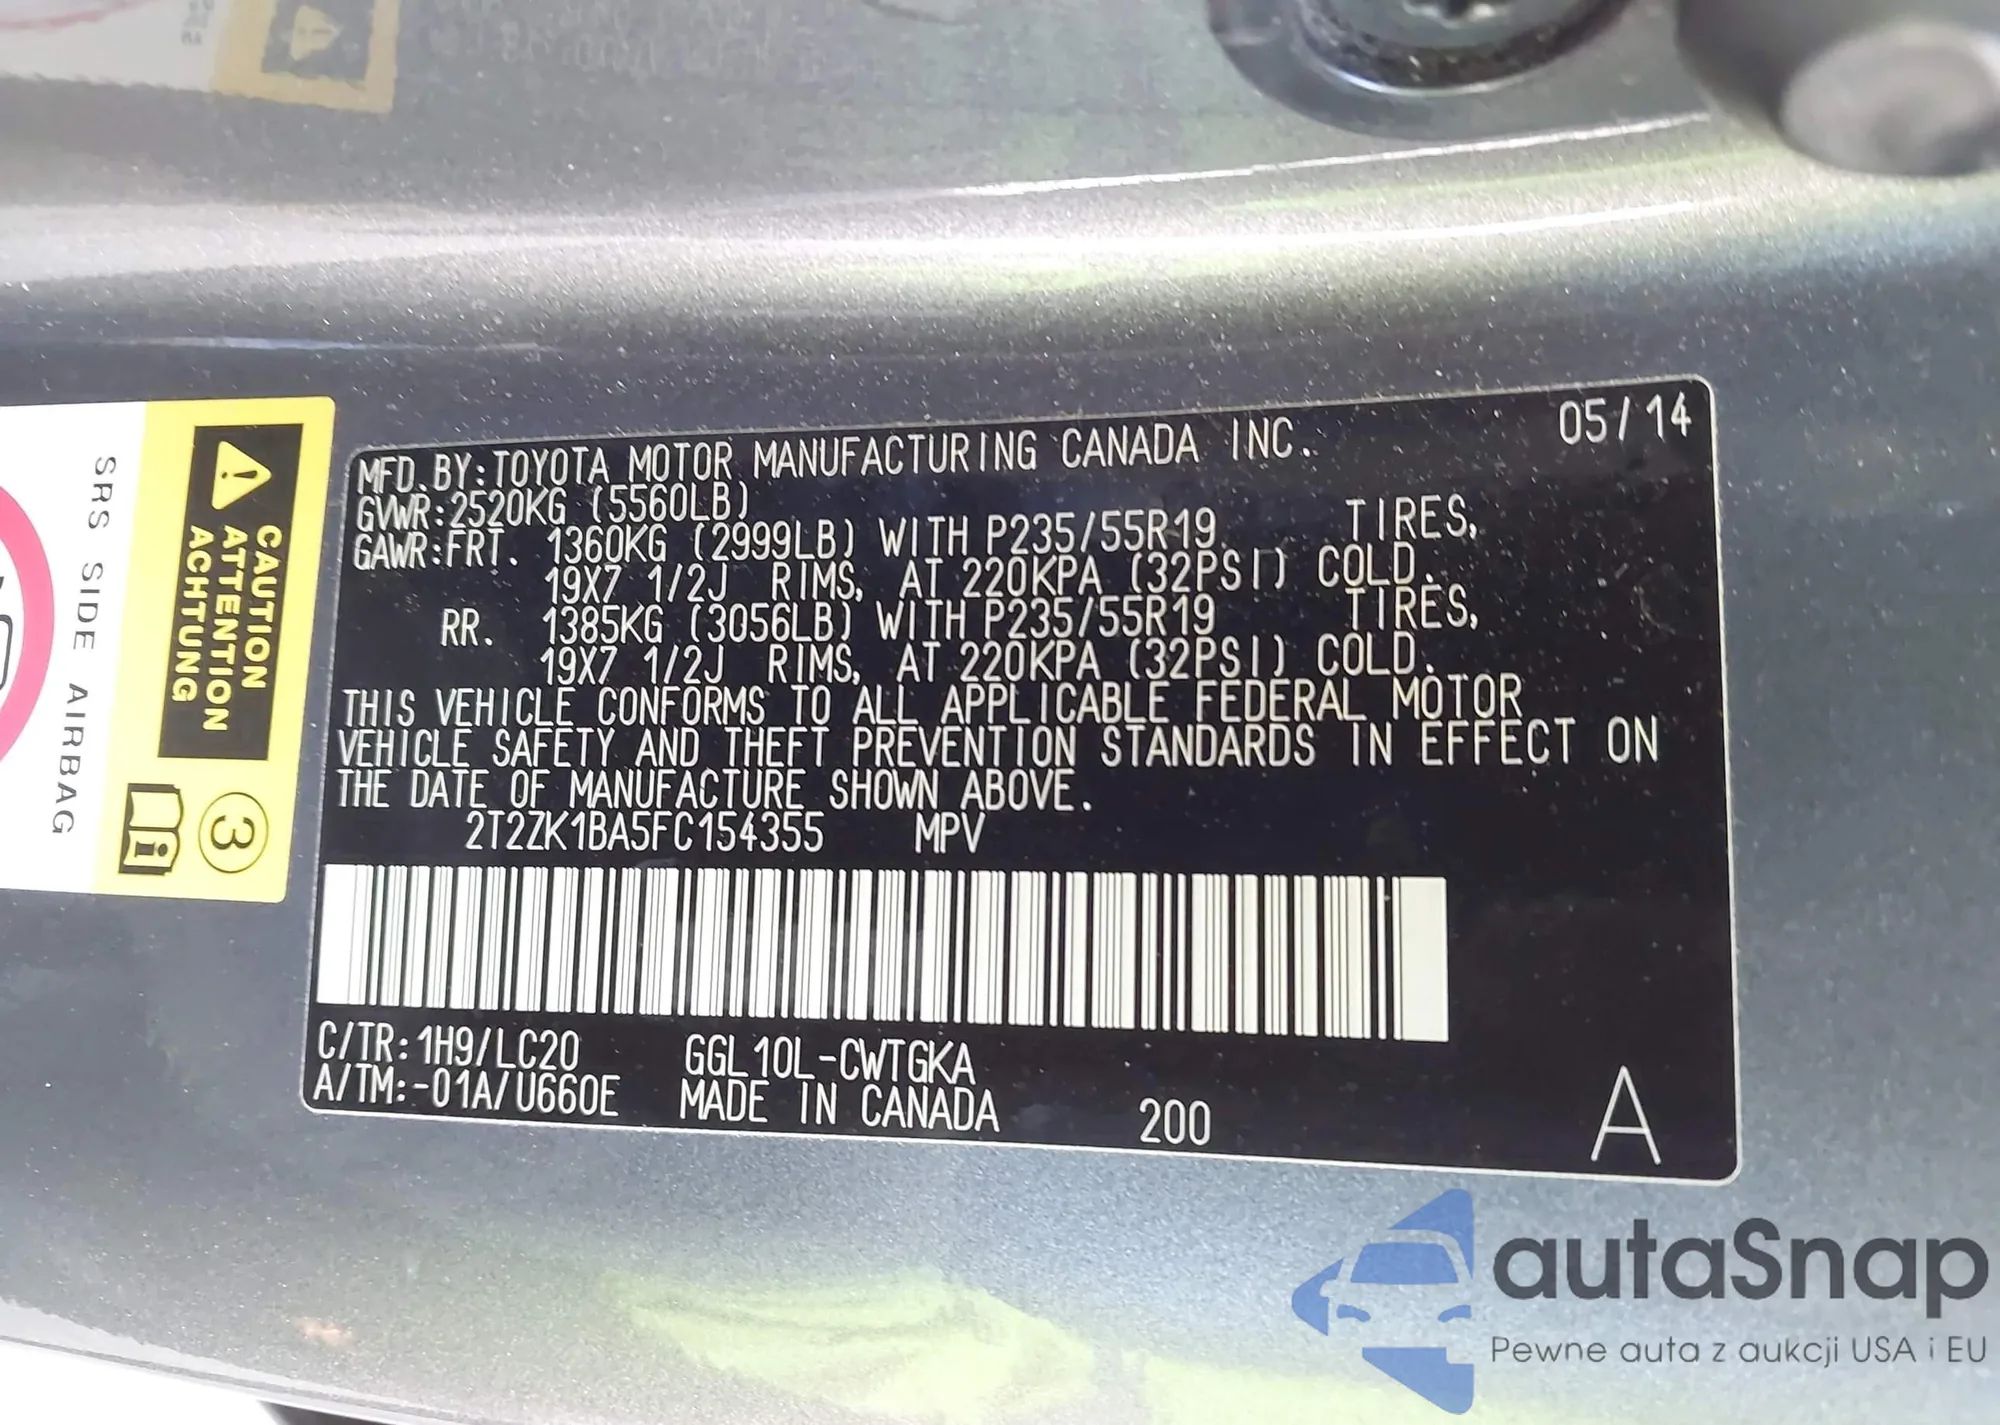 MFD.BY:TOYOTA MOTOR MANUFACTURING CANADA INC. 05/14
GVWR:2520KG (5560LB)
GAWR:FRT. 1360KG (2999LB) WITH P235/55R19 TIRES,
19X7 1/2J RIMS, AT 220KPA (32PSI) COLD.
RR. 1385KG (3056LB) WITH P235/55R19 TIRES,
19X7 1/2J RIMS, AT 220KPA (32PSI) COLD.
THIS VEHICLE CONFORMS TO ALL APPLICABLE FEDERAL MOTOR
VEHICLE SAFETY AND THEFT PREVENTION STANDARDS IN EFFECT ON
THE DATE OF MANUFACTURE SHOWN ABOVE.
2T2ZK1BA5FC154355 MPV
C/TR:1H9/LC20 GGL10L-CWTGKA
A/TM:-01A/U660E MADE IN CANADA 200 A
CAUTION
ATTENTION
ACHTUNG
3
SRS SIDE AIRBAG
autaSnap
Pewne auta z aukcji USA i EU